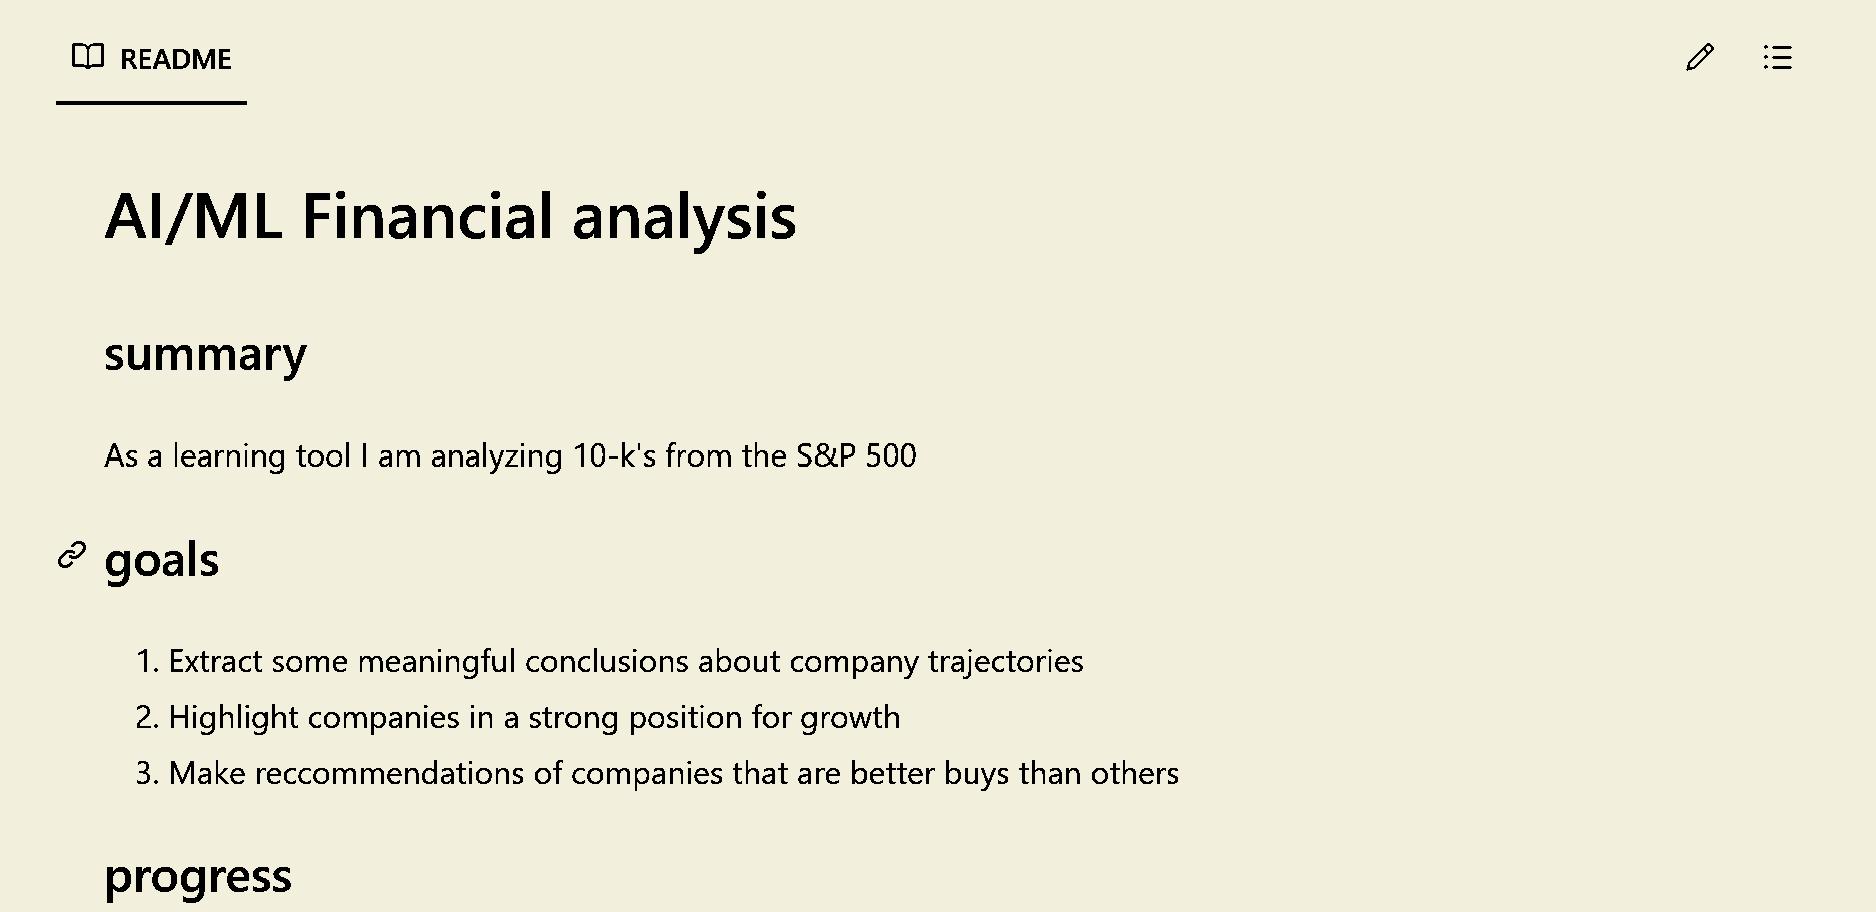 README
AI/ML Financial analysis
summary
As a learning tool I am analyzing 10-k's from the S&P 500
goals
1. Extract some meaningful conclusions about company trajectories
2. Highlight companies in a strong position for growth
3. Make reccommendations of companies that are better buys than others
progress